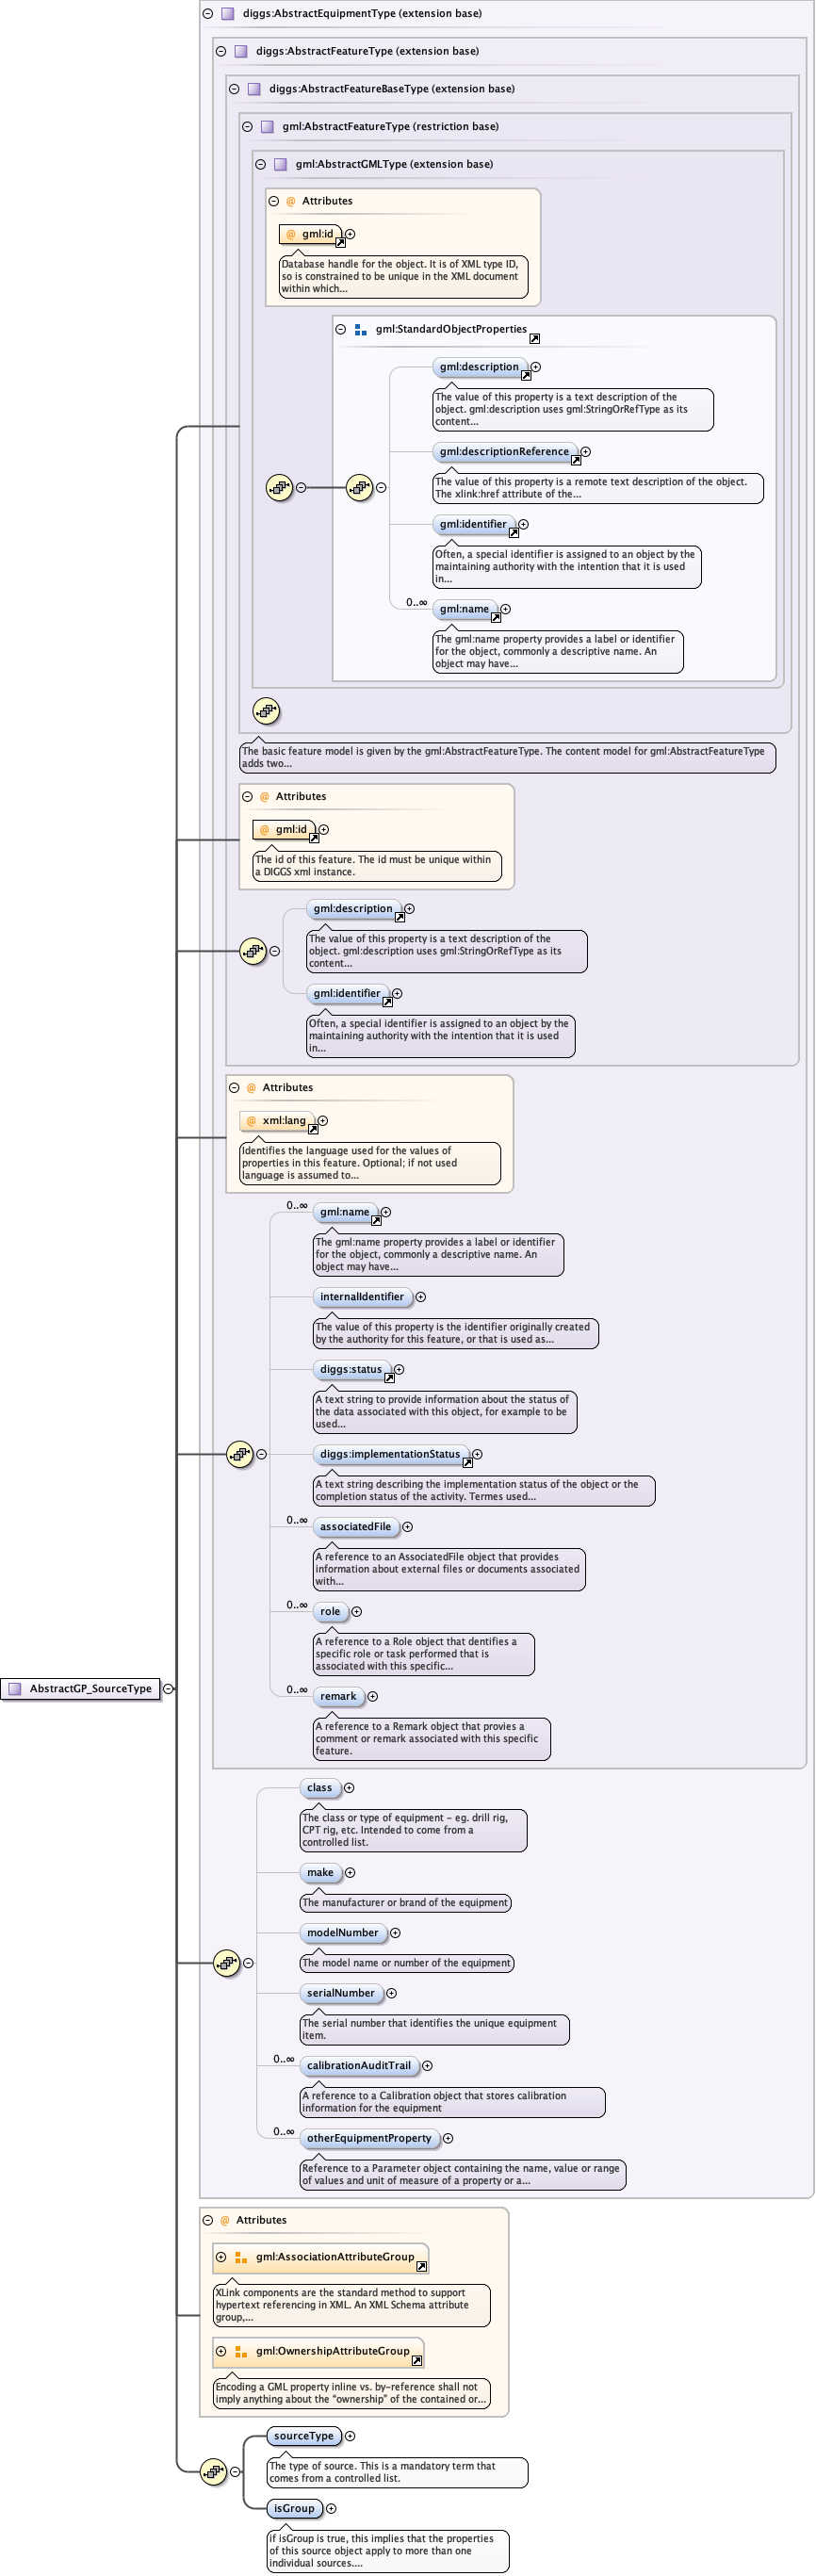 diggs:AbstractEquipmentType (extension base)
diggs:AbstractFeatureType (extension base)
diggs:AbstractFeatureBaseType (extension base)
gml:AbstractFeatureType (restriction base)
gml:AbstractGMLType (extension base)
@ Attributes
@ gml:id
Database handle for the object. It is of XML type ID,
so is constrained to be unique in the XML document
within which...
gml:StandardObjectProperties
gml:description
The value of this property is a text description of the
object. gml:description uses gml:StringOrRefType as its
content...
gml:descriptionReference
The value of this property is a remote text description of the object.
The xlink:href attribute of the...
gml:identifier
Often, a special identifier is assigned to an object by the
maintaining authority with the intention that it is used
in...
0..∞
gml:name
The gml:name property provides a label or identifier
for the object, commonly a descriptive name. An
object may have...
The basic feature model is given by the gml:AbstractFeatureType. The content model for gml:AbstractFeatureType
adds two...
@ Attributes
@ gml:id
The id of this feature. The id must be unique within
a DIGGS xml instance.
gml:description
The value of this property is a text description of the
object. gml:description uses gml:StringOrRefType as its
content...
gml:identifier
Often, a special identifier is assigned to an object by the
maintaining authority with the intention that it is used
in...
@ Attributes
@ xml:lang
Identifies the language used for the values of
properties in this feature. Optional; if not used
language is assumed to...
0..∞
gml:name
The gml:name property provides a label or identifier
for the object, commonly a descriptive name. An
object may have...
internalIdentifier
The value of this property is the identifier originally created
by the authority for this feature, or that is used as...
diggs:status
A text string to provide information about the status of
the data associated with this object, for example to be
used...
diggs:implementationStatus
A text string describing the implementation status of the object or the
completion status of the activity. Termes used...
0..∞
associatedFile
A reference to an AssociatedFile object that provides
information about external files or documents associated
with...
0..∞
role
A reference to a Role object that dentifies a
specific role or task performed that is
associated with this specific...
AbstractGP_SourceType
0..∞
remark
A reference to a Remark object that provies a
comment or remark associated with this specific
feature.
class
The class or type of equipment - eg. drill rig,
CPT rig, etc. Intended to come from a
controlled list.
make
The manufacturer or brand of the equipment
modelNumber
The model name or number of the equipment
serialNumber
The serial number that identifies the unique equipment
item.
0..∞
calibrationAuditTrail
A reference to a Calibration object that stores calibration
information for the equipment
0..∞
otherEquipmentProperty
Reference to a Parameter object containing the name, value or range
of values and unit of measure of a property or a...
@ Attributes
gml:AssociationAttributeGroup
XLink components are the standard method to support
hypertext referencing in XML. An XML Schema attribute
group,...
gml:OwnershipAttributeGroup
Encoding a GML property inline vs. by-reference shall not
imply anything about the “ownership” of the contained or...
sourceType
The type of source. This is a mandatory term that
comes from a controlled list.
isGroup
if isGroup is true, this implies that the properties
of this source object apply to more than one
individual sources....